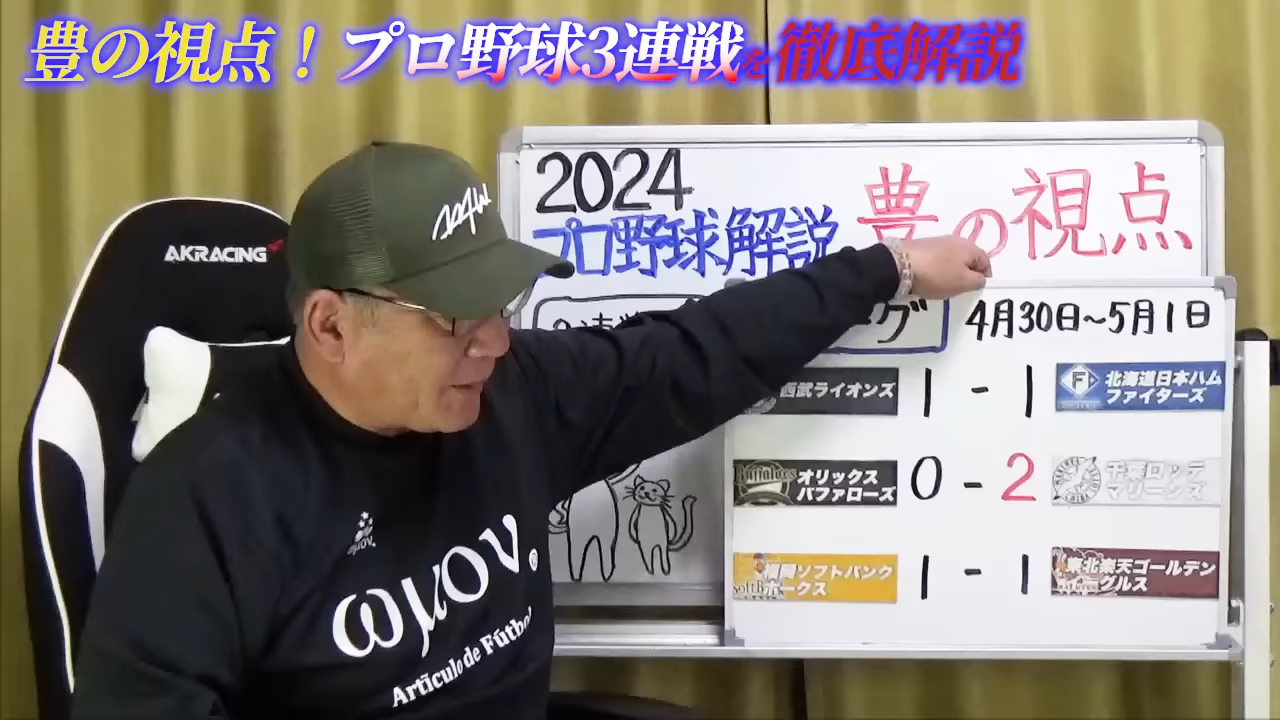 豊の視点！プロ野球3連戦を徹底解説
2024
プロ野球解説
豊の視点
4月30日～5月1日
AKRACING
西武ライオンズ
1 - 1
北海道日本ハム
ファイターズ
Buffaloes
オリックス
バファローズ
0 - 2
千葉ロッテ
マリーンズ
福岡ソフトバンク
ホークス
1 - 1
東北楽天ゴールデン
グルス
ωμον
Artículo de Fútbol